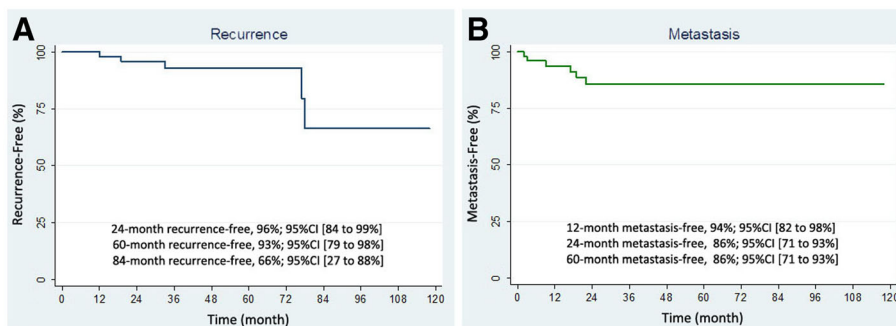 A
Recurrence
Recurrence-Free (%)
100
75
50
25
0
24-month recurrence-free, 96%; 95%CI [84 to 99%]
60-month recurrence-free, 93%; 95%CI [79 to 98%]
84-month recurrence-free, 66%; 95%CI [27 to 88%]
0 12 24 36 48 60 72 84 96 108 120
Time (month)
B
Metastasis
Metastasis-Free (%)
100
75
50
25
0
12-month metastasis-free, 94%; 95%CI [82 to 98%]
24-month metastasis-free, 86%; 95%CI [71 to 93%]
60-month metastasis-free, 86%; 95%CI [71 to 93%]
0 12 24 36 48 60 72 84 96 108 120
Time (month)